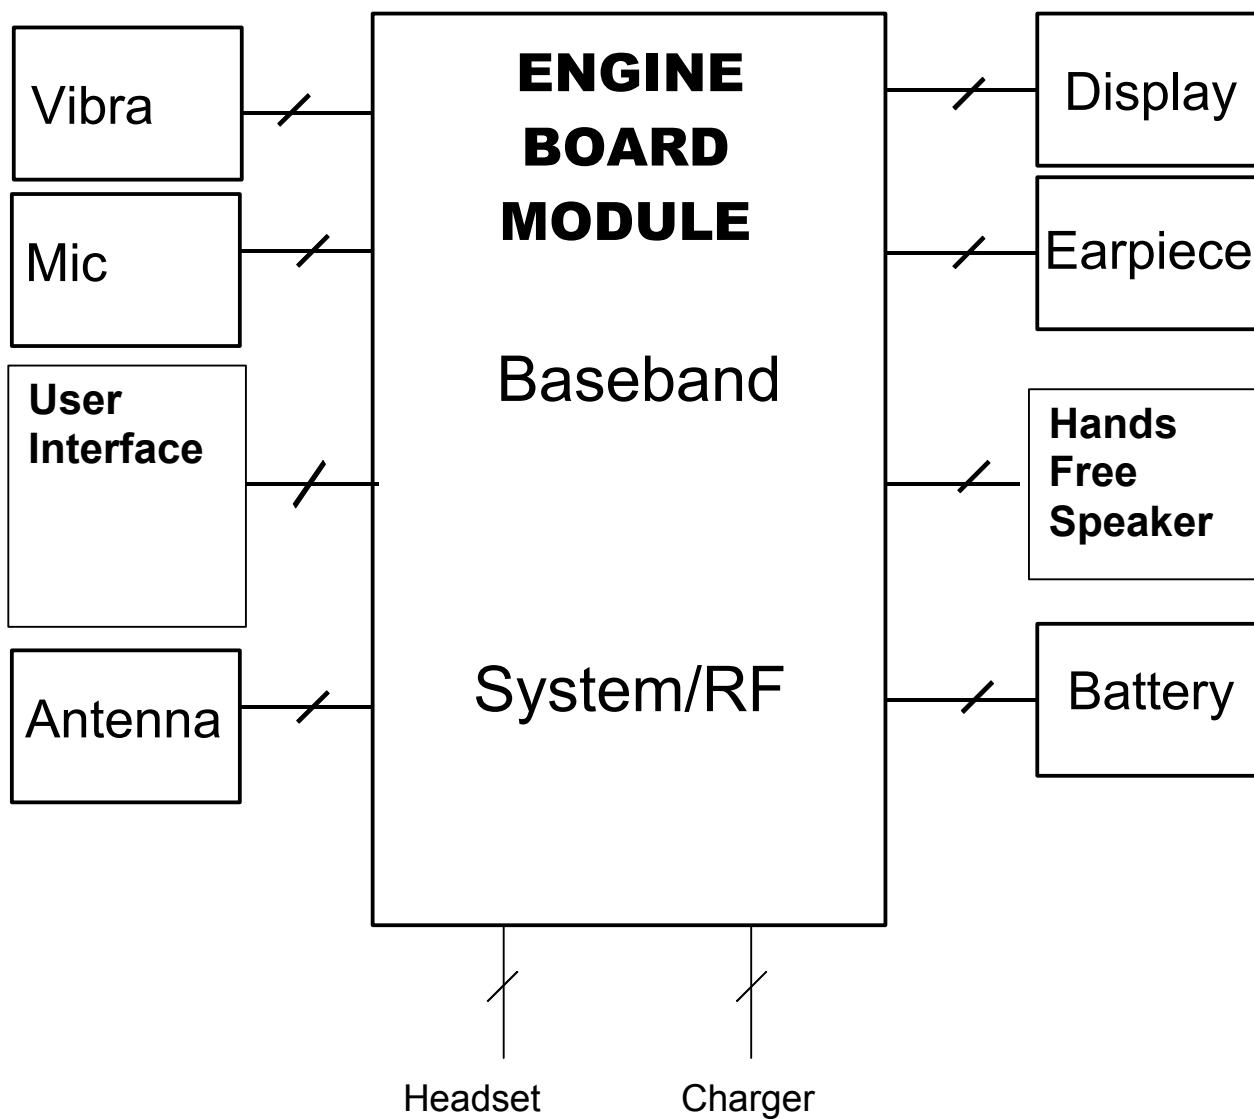 Vibra
Mic
User
Interface
Antenna
ENGINE
BOARD
MODULE
Baseband
System/RF
Display
Earpiece
Hands
Free
Speaker
Battery
Headset
Charger